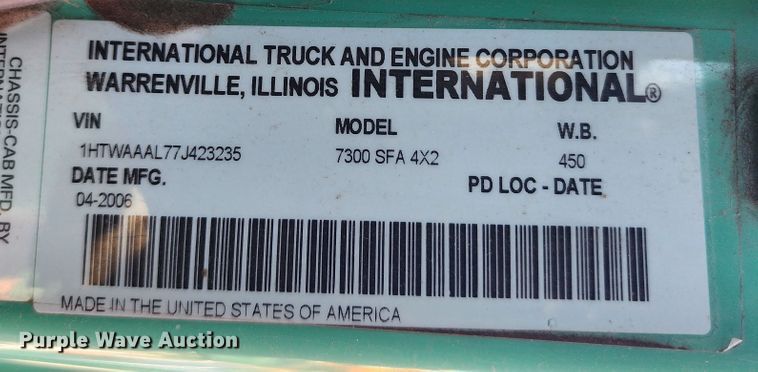 INTERNATIONAL TRUCK AND ENGINE CORPORATION
WARRENVILLE, ILLINOIS INTERNATIONAL®
VIN MODEL W.B.
1HTWAAAL77J423235 7300 SFA 4X2 450
DATE MFG. PD LOC - DATE
04-2006
MADE IN THE UNITED STATES OF AMERICA
CHASSIS-CAB MFD. BY
Purple Wave Auction